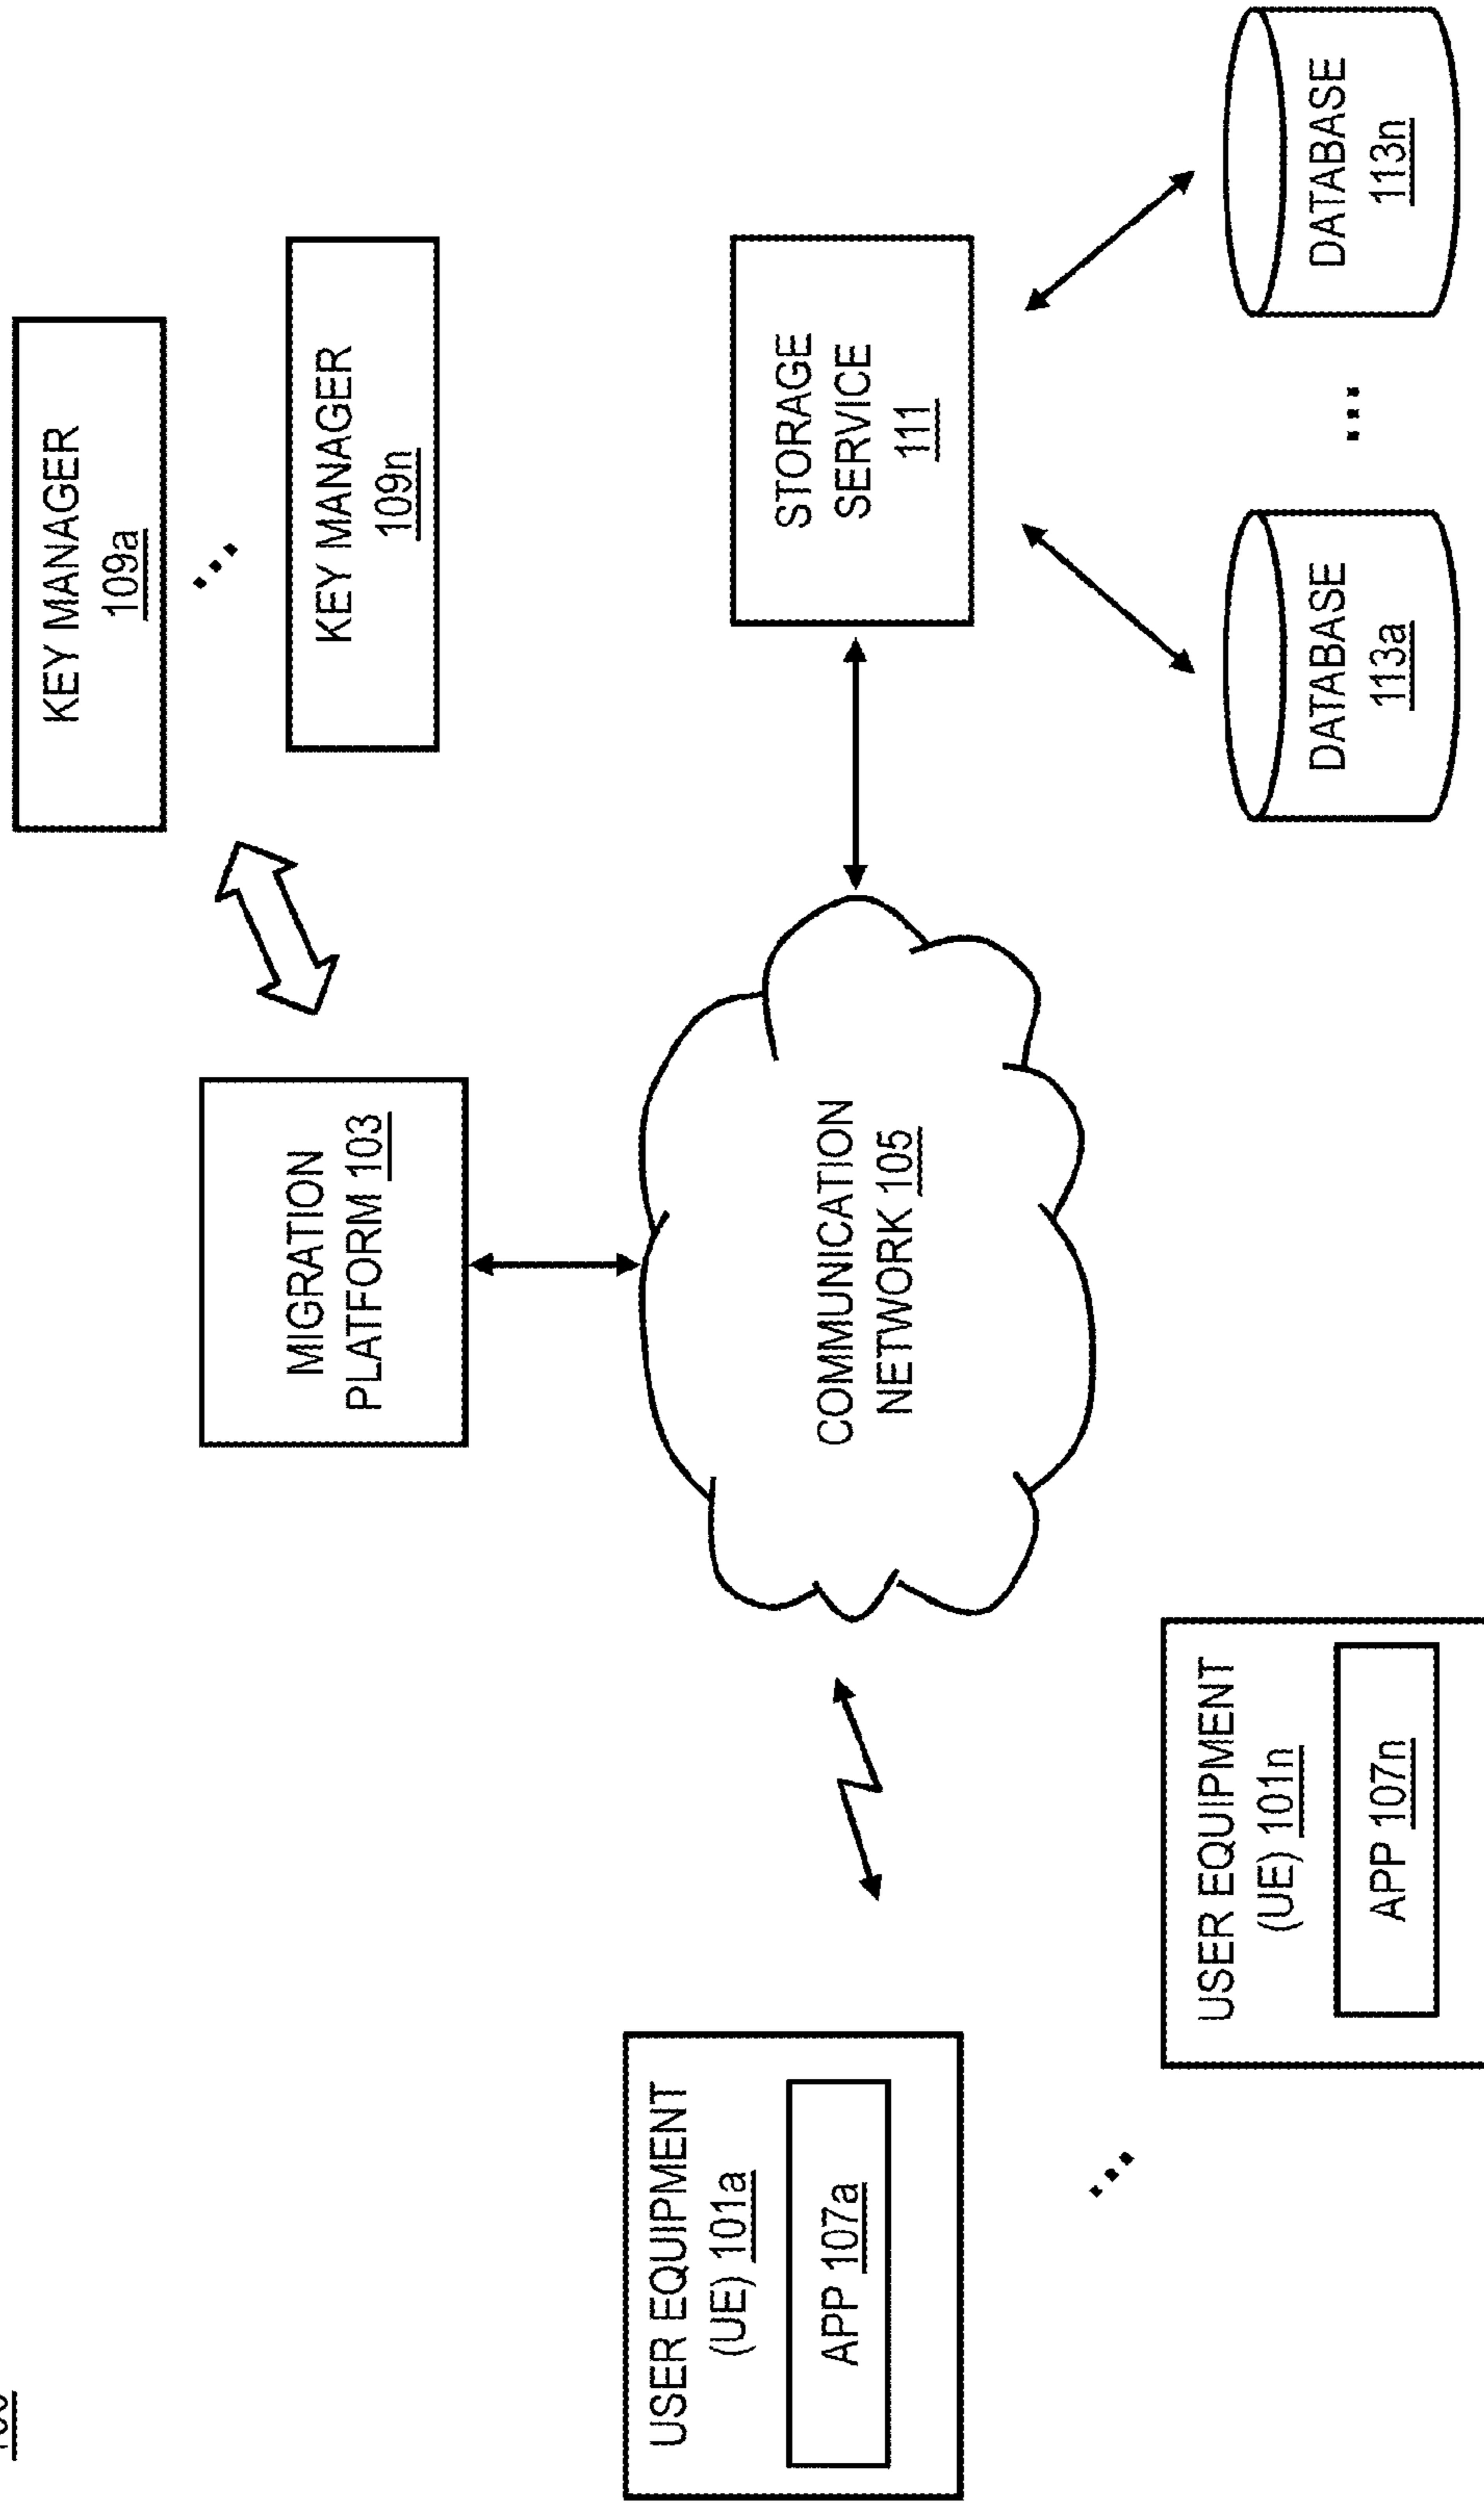 KEY MANAGER
109a
KEY MANAGER
109n
MIGRATION
PLATFORM 103
COMMUNICATION
NETWORK 105
STORAGE
SERVICE
111
USER EQUIPMENT
(UE) 101a
APP 107a
USER EQUIPMENT
(UE) 101n
APP 107n
DATABASE
113a
DATABASE
113n